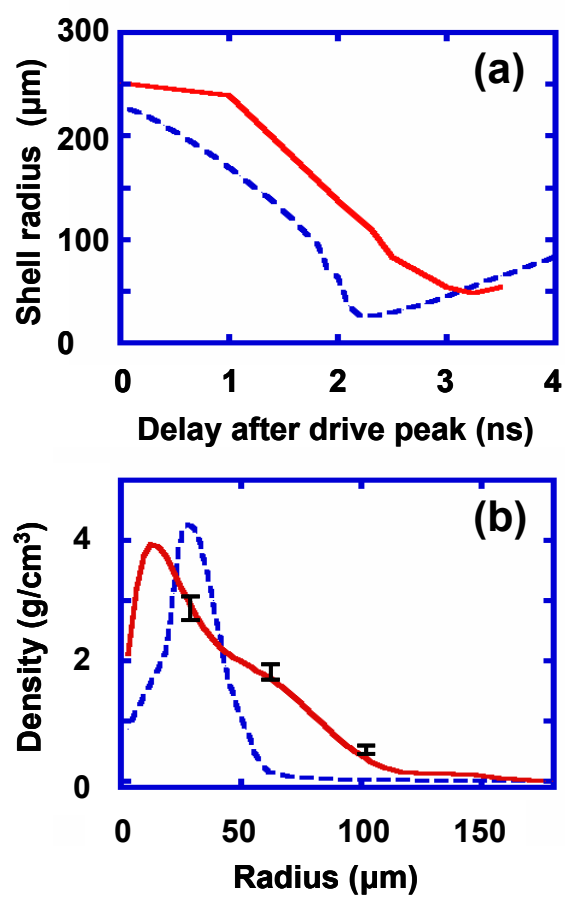 (a)
300
200
100
0
Shell radius (μm)
0 1 2 3 4
Delay after drive peak (ns)
(b)
4
2
0
Density (g/cm³)
0 50 100 150
Radius (μm)